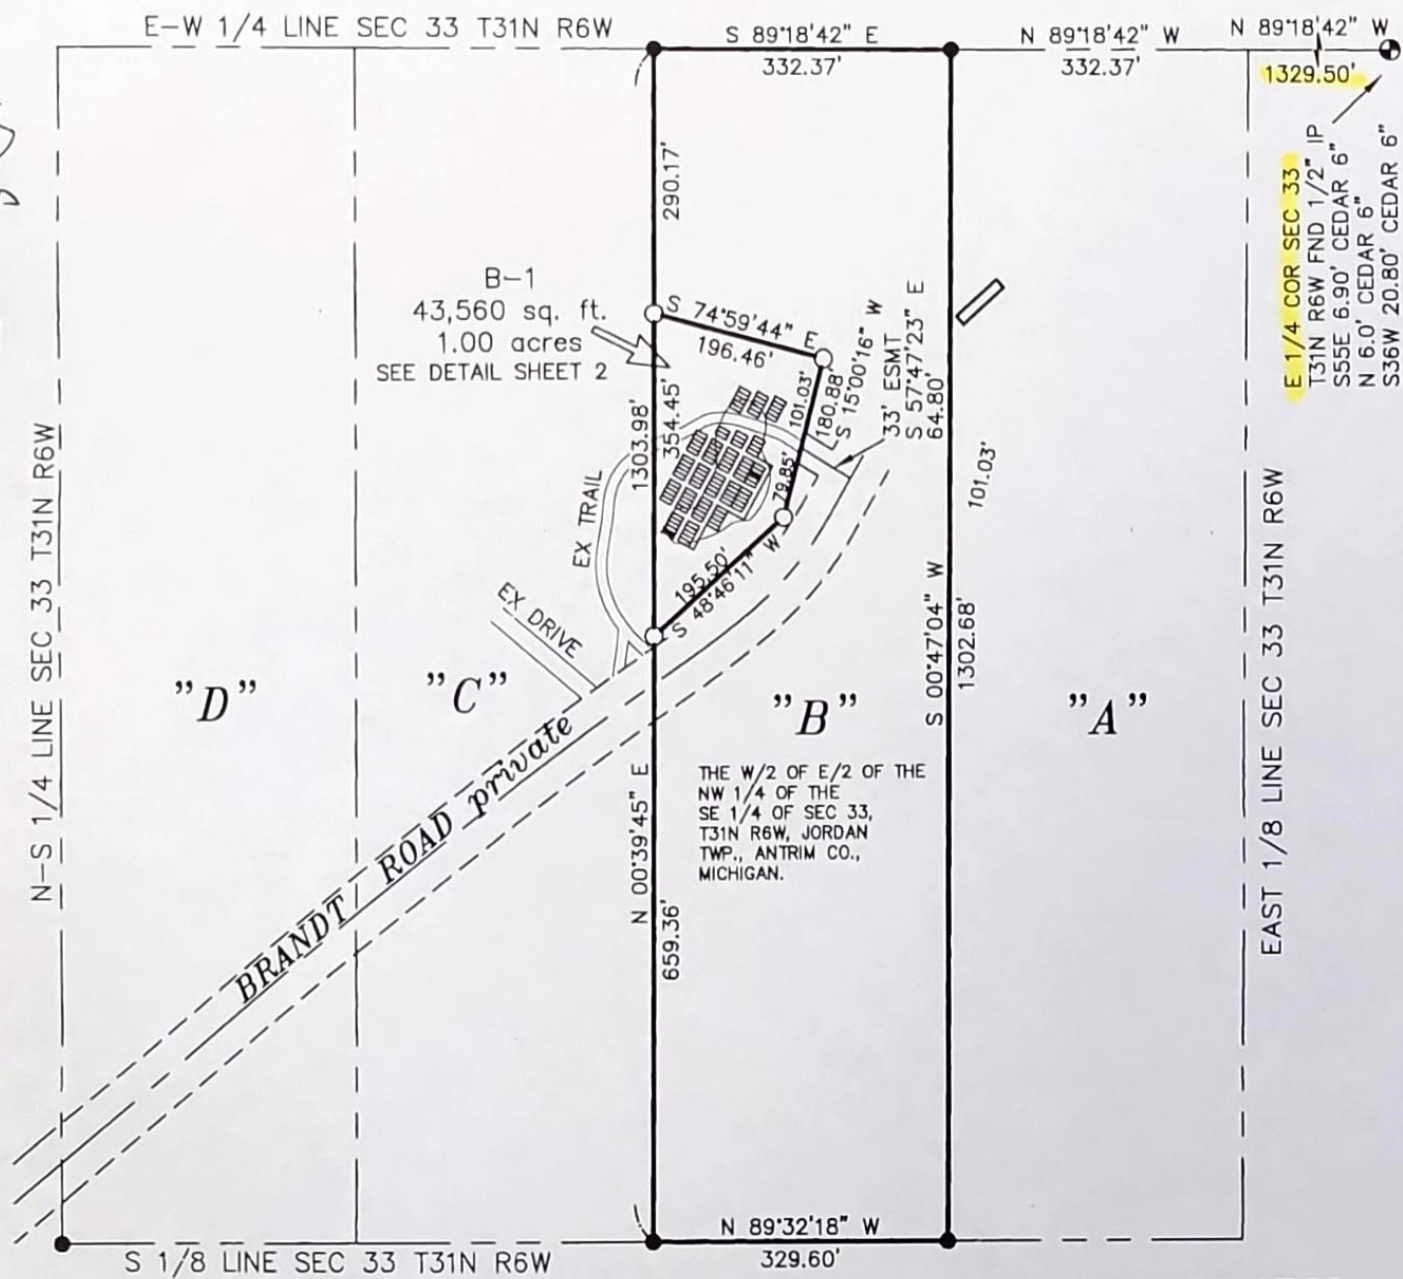 E-W 1/4 LINE SEC 33 T31N R6W
S 89°18'42" E
332.37'
N 89°18'42" W
332.37'
N 89°18'42" W
1329.50'
E 1/4 COR SEC 33
T31N R6W FND 1/2" IP
S55E 6.90' CEDAR 6"
N 6.0' CEDAR 6"
S36W 20.80' CEDAR 6"
290.17'
B-1
43,560 sq. ft.
1.00 acres
SEE DETAIL SHEET 2
S 74°59'44" E
196.46'
101.03'
180.88'
S 15°00'16" W
33' ESMT
S 57°47'23" E
64.80'
1303.98'
354.45'
79.85'
195.50'
S 48°46'11" W
EX TRAIL
EX DRIVE
101.03'
S 00°47'04" W
1302.68'
N-S 1/4 LINE SEC 33 T31N R6W
EAST 1/8 LINE SEC 33 T31N R6W
"D"
"C"
"B"
"A"
THE W/2 OF E/2 OF THE
NW 1/4 OF THE
SE 1/4 OF SEC 33,
T31N R6W, JORDAN
TWP., ANTRIM CO.,
MICHIGAN.
N 00°39'45" E
659.36'
BRANDT ROAD private
N 89°32'18" W
329.60'
S 1/8 LINE SEC 33 T31N R6W